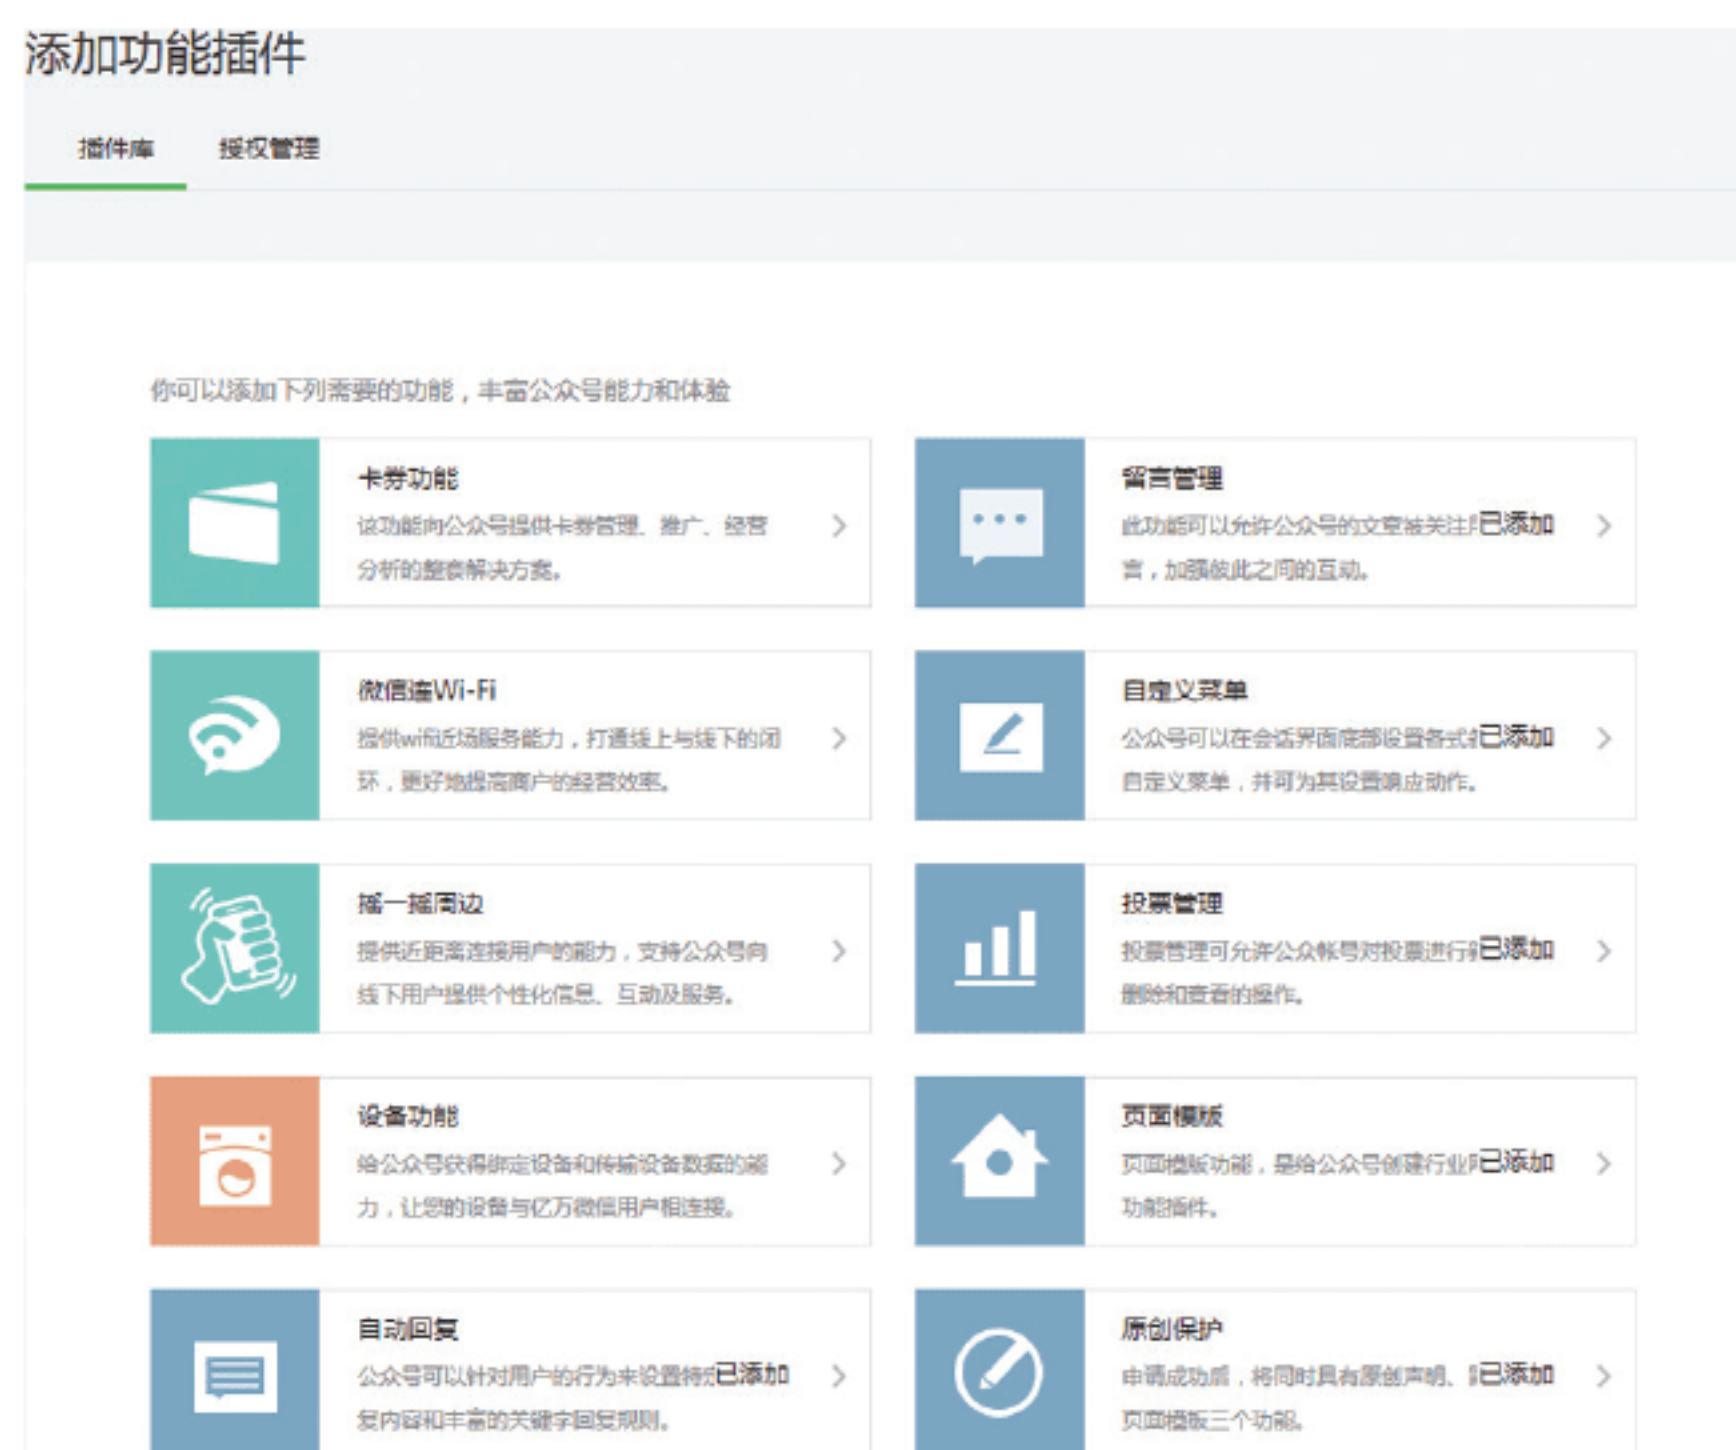 添加功能插件
插件库
授权管理
你可以添加下列需要的功能，丰富公众号能力和体验
卡券功能
该功能向公众号提供卡券管理、推广、经营
分析的整套解决方案。
留言管理
此功能可以允许公众号的文章被关注 已添加
言，加强彼此之间的互动。
微信连Wi-Fi
提供wifi近场服务能力，打通线上与线下的闭
环，更好地提高商户的经营效率。
自定义菜单
公众号可以在会话界面底部设置各式 已添加
自定义菜单，并可为其设置响应动作。
摇一摇周边
提供近距离连接用户的能力，支持公众号向
线下用户提供个性化信息、互动及服务。
投票管理
投票管理可允许公众帐号对投票进行 已添加
删除和查看的操作。
设备功能
给公众号获得绑定设备和传输设备数据的能
力，让您的设备与亿万微信用户相连接。
页面模版
页面模版功能，是给公众号创建行业 已添加
功能插件。
自动回复
公众号可以针对用户的行为来设置特 已添加
复内容和丰富的关键字回复规则。
原创保护
申请成功后，将同时具有原创声明、 已添加
页面模板三个功能。